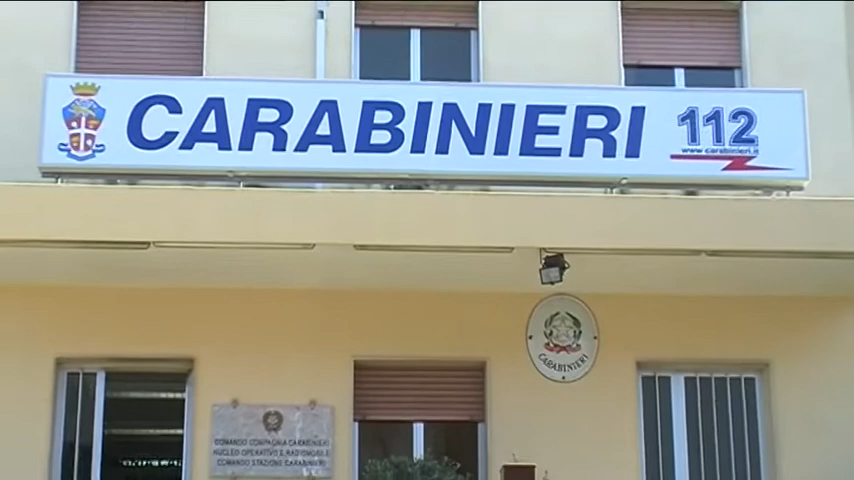 CARABINIERI 112
www.carabinieri.it
CARABINIERI
COMANDO COMPAGNIA CARABINIERI
NUCLEO OPERATIVO E RADIOMOBILE
COMANDO STAZIONE CARABINIERI